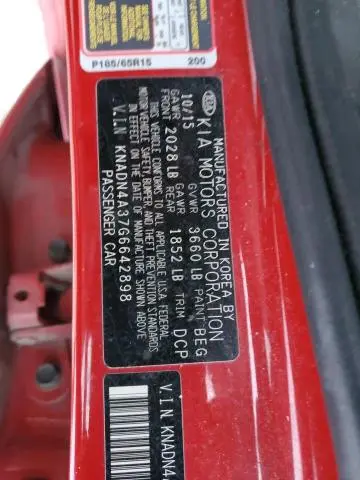 P185/65R15 200
MANUFACTURED IN KOREA BY
KIA MOTORS CORPORATION
10/15 GVWR 3660 LB PAINT BEG
GAWR FRONT 2028 LB GAWR REAR 1852 LB TRIM DCP
THIS VEHICLE CONFORMS TO ALL APPLICABLE U.S.A. FEDERAL
MOTOR VEHICLE SAFETY, BUMPER AND THEFT PREVENTION STANDARDS
IN EFFECT ON THE DATE OF MANUFACTURE SHOWN ABOVE
V.I.N KNADN4A37G6642898
PASSENGER CAR
V.I.N KNADN4